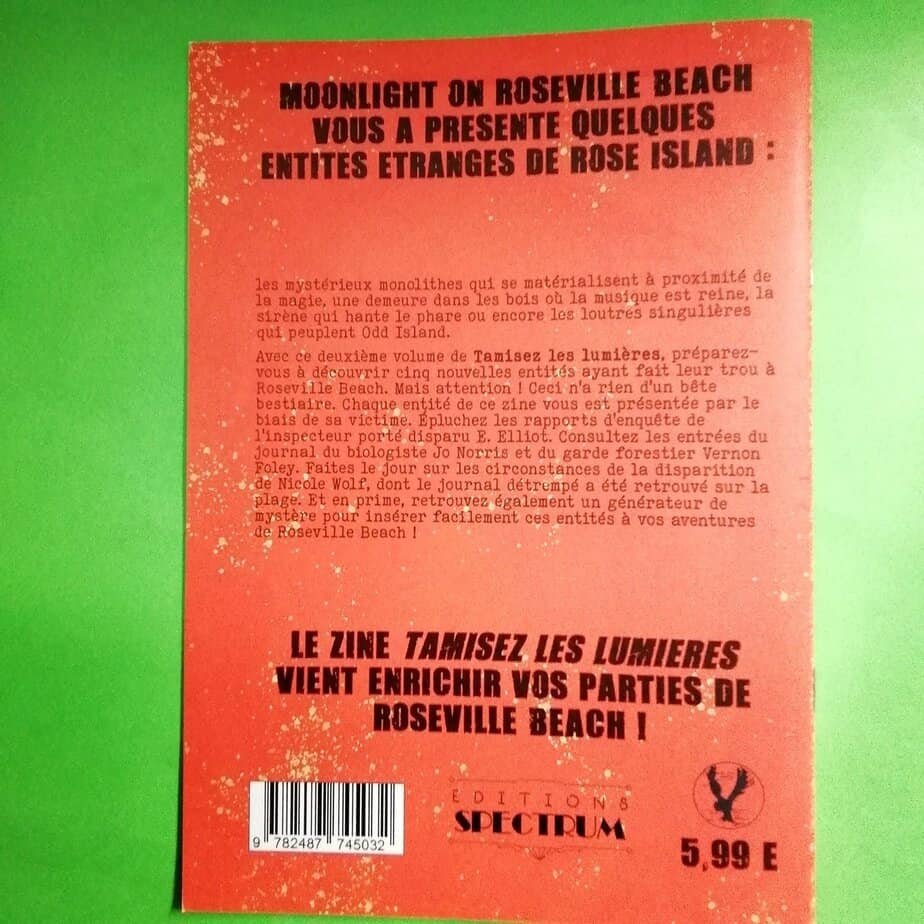 MOONLIGHT ON ROSEVILLE BEACH
VOUS A PRESENTE QUELQUES
ENTITES ETRANGES DE ROSE ISLAND :
les mystérieux monolithes qui se matérialisent à proximité de
la magie, une demeure dans les bois où la musique est reine, la
sirène qui hante le phare ou encore les loutres singulières
qui peuplent Odd Island.
Avec ce deuxième volume de Tamisez les lumières, préparez-
vous à découvrir cinq nouvelles entités ayant fait leur trou à
Roseville Beach. Mais attention ! Ceci n'a rien d'un bête
bestiaire. Chaque entité de ce zine vous est présentée par le
biais de sa victime. Épluchez les rapports d'enquête de
l'inspecteur porté disparu E. Elliot. Consultez les entrées du
journal du biologiste Jo Norris et du garde forestier Vernon
Foley. Faites le jour sur les circonstances de la disparition
de Nicole Wolf, dont le journal détrempé a été retrouvé sur la
plage. Et en prime, retrouvez également un générateur de
mystère pour insérer facilement ces entités à vos aventures
de Roseville Beach !
LE ZINE TAMISEZ LES LUMIERES
VIENT ENRICHIR VOS PARTIES DE
ROSEVILLE BEACH !
EDITIONS
SPECTRUM
9 782487 745032
5,99 E